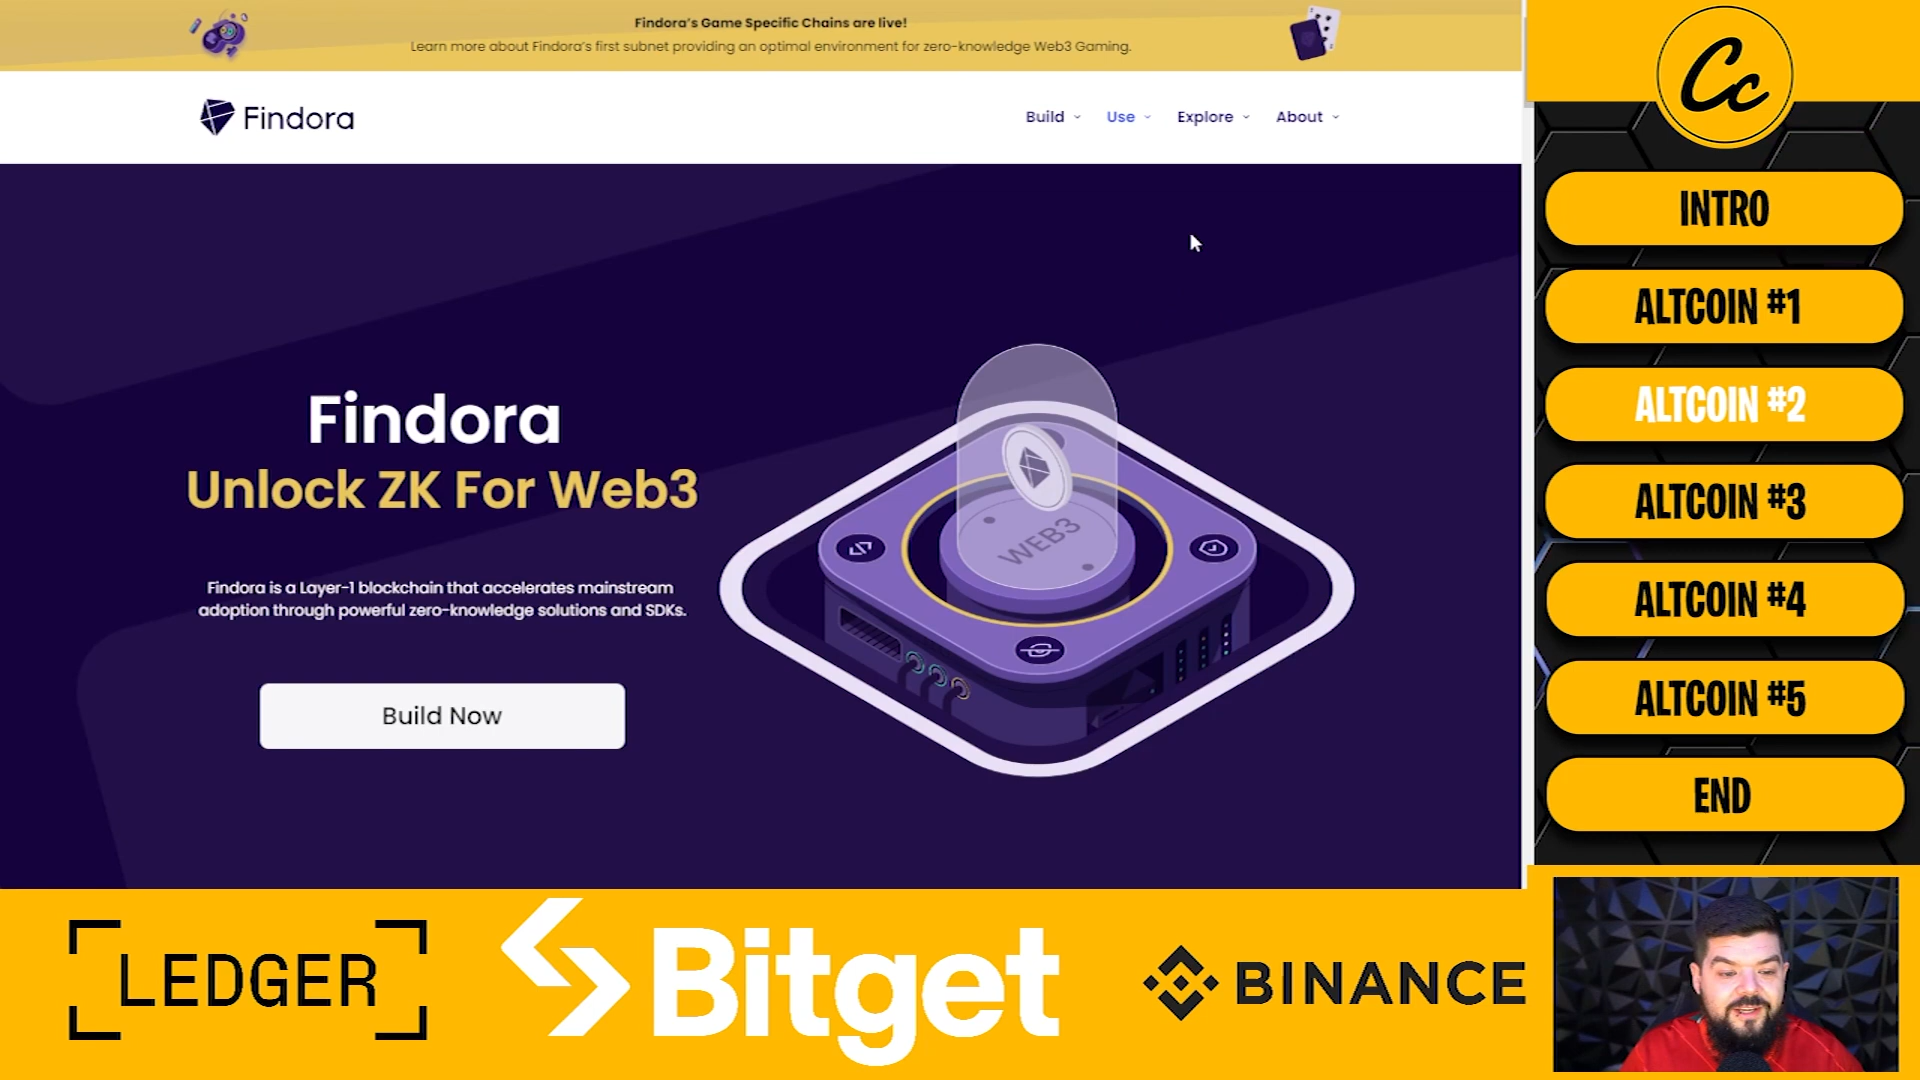 Findora's Game Specific Chains are live!
Learn more about Findora's first subnet providing an optimal environment for zero-knowledge Web3 Gaming.
Findora
Build
Use
Explore
About
Findora
Unlock ZK For Web3
Findora is a Layer-1 blockchain that accelerates mainstream
adoption through powerful zero-knowledge solutions and SDKs.
Build Now
WEB3
Cc
INTRO
ALTCOIN #1
ALTCOIN #2
ALTCOIN #3
ALTCOIN #4
ALTCOIN #5
END
LEDGER
Bitget
BINANCE